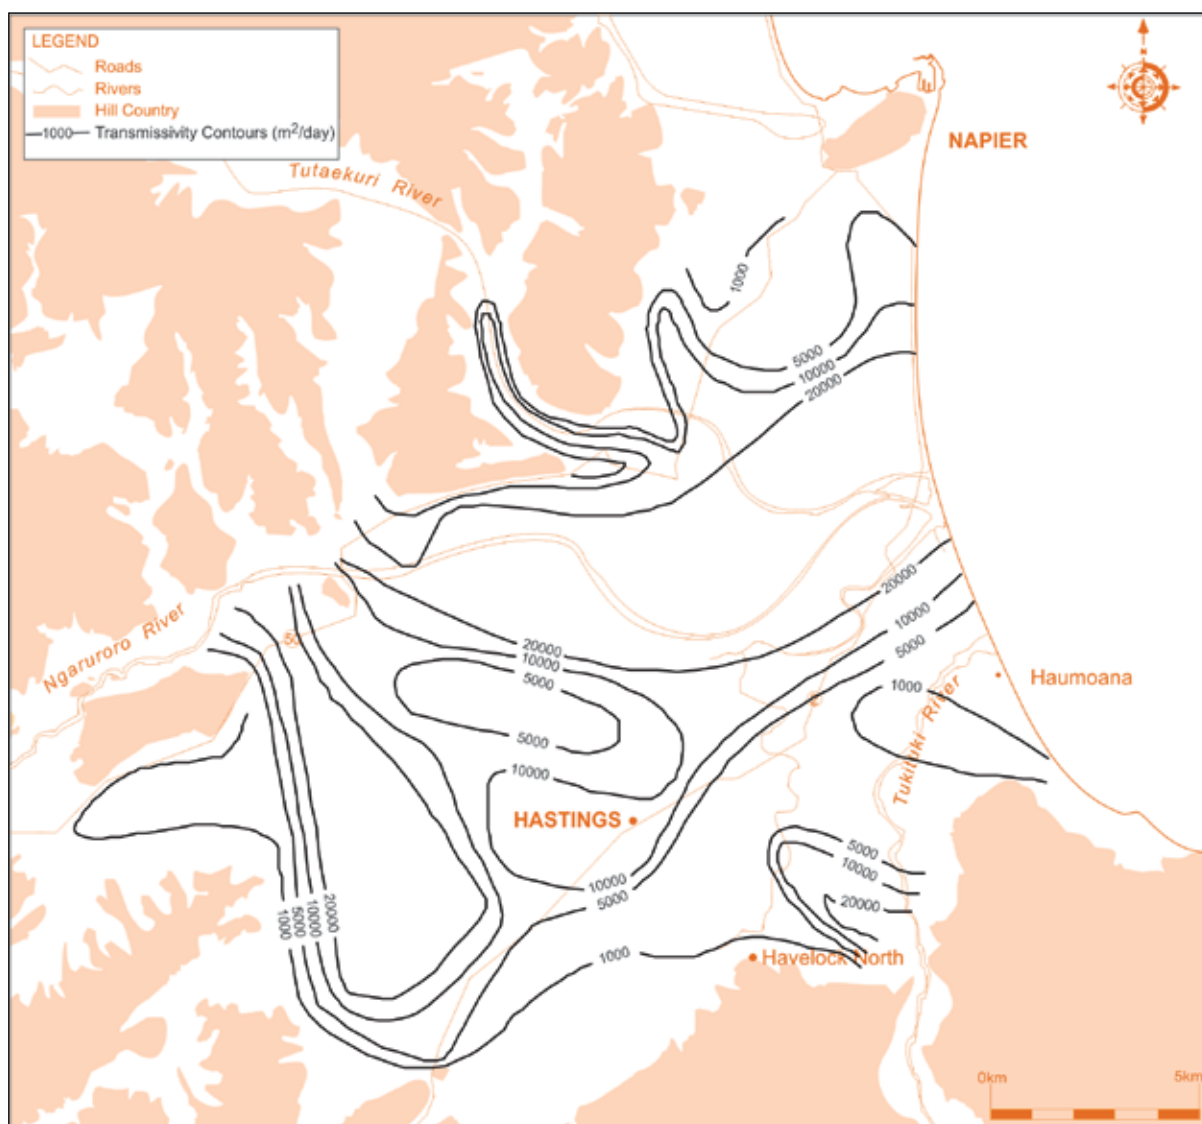 LEGEND
Roads
Rivers
Hill Country
1000 Transmissivity Contours (m²/day)
N
NAPIER
Tutaekuri River
1000
5000
10000
20000
Ngaruroro River
20000
10000
5000
20000
10000
5000
5000
10000
1000
Haumoana
Tukituki River
HASTINGS
10000
5000
5000
10000
20000
1000
5000
10000
20000
1000
Havelock North
0km
5km